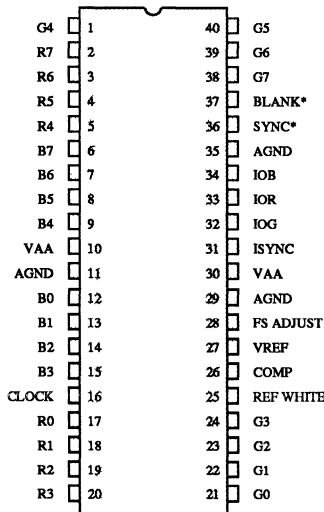 G4 1 40 G5
R7 2 39 G6
R6 3 38 G7
R5 4 37 BLANK*
R4 5 36 SYNC*
B7 6 35 AGND
B6 7 34 IOB
B5 8 33 IOR
B4 9 32 IOG
VAA 10 31 ISYNC
AGND 11 30 VAA
B0 12 29 AGND
B1 13 28 FS ADJUST
B2 14 27 VREF
B3 15 26 COMP
CLOCK 16 25 REF WHITE
R0 17 24 G3
R1 18 23 G2
R2 19 22 G1
R3 20 21 G0